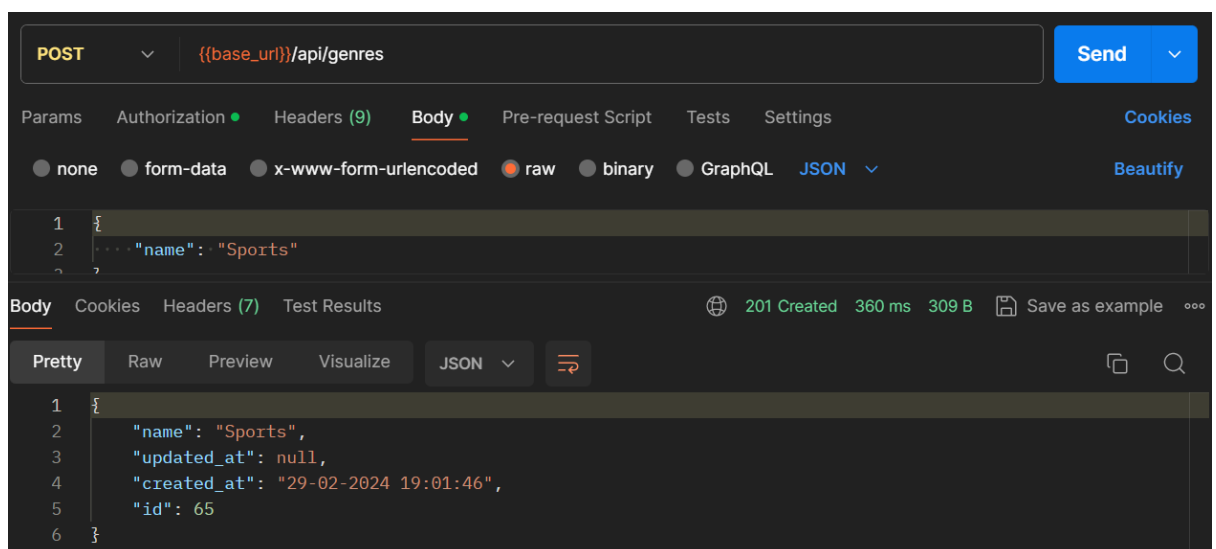 POST {{base_url}}/api/genres Send
Params Authorization Headers (9) Body Pre-request Script Tests Settings Cookies
none form-data x-www-form-urlencoded raw binary GraphQL JSON Beautify
1 {
2 ····"name":·"Sports"
3 }
Body Cookies Headers (7) Test Results 201 Created 360 ms 309 B Save as example
Pretty Raw Preview Visualize JSON
1 {
2 "name": "Sports",
3 "updated_at": null,
4 "created_at": "29-02-2024 19:01:46",
5 "id": 65
6 }